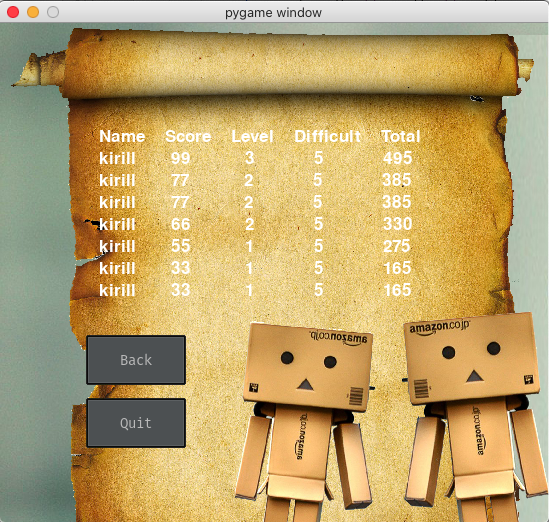 pygame window
Name Score Level Difficult Total
kirill 99 3 5 495
kirill 77 2 5 385
kirill 77 2 5 385
kirill 66 2 5 330
kirill 55 1 5 275
kirill 33 1 5 165
kirill 33 1 5 165
amazon.co.jp
amazon.co.jp
Back
Quit
amazon.co.jp
amazon.co.jp